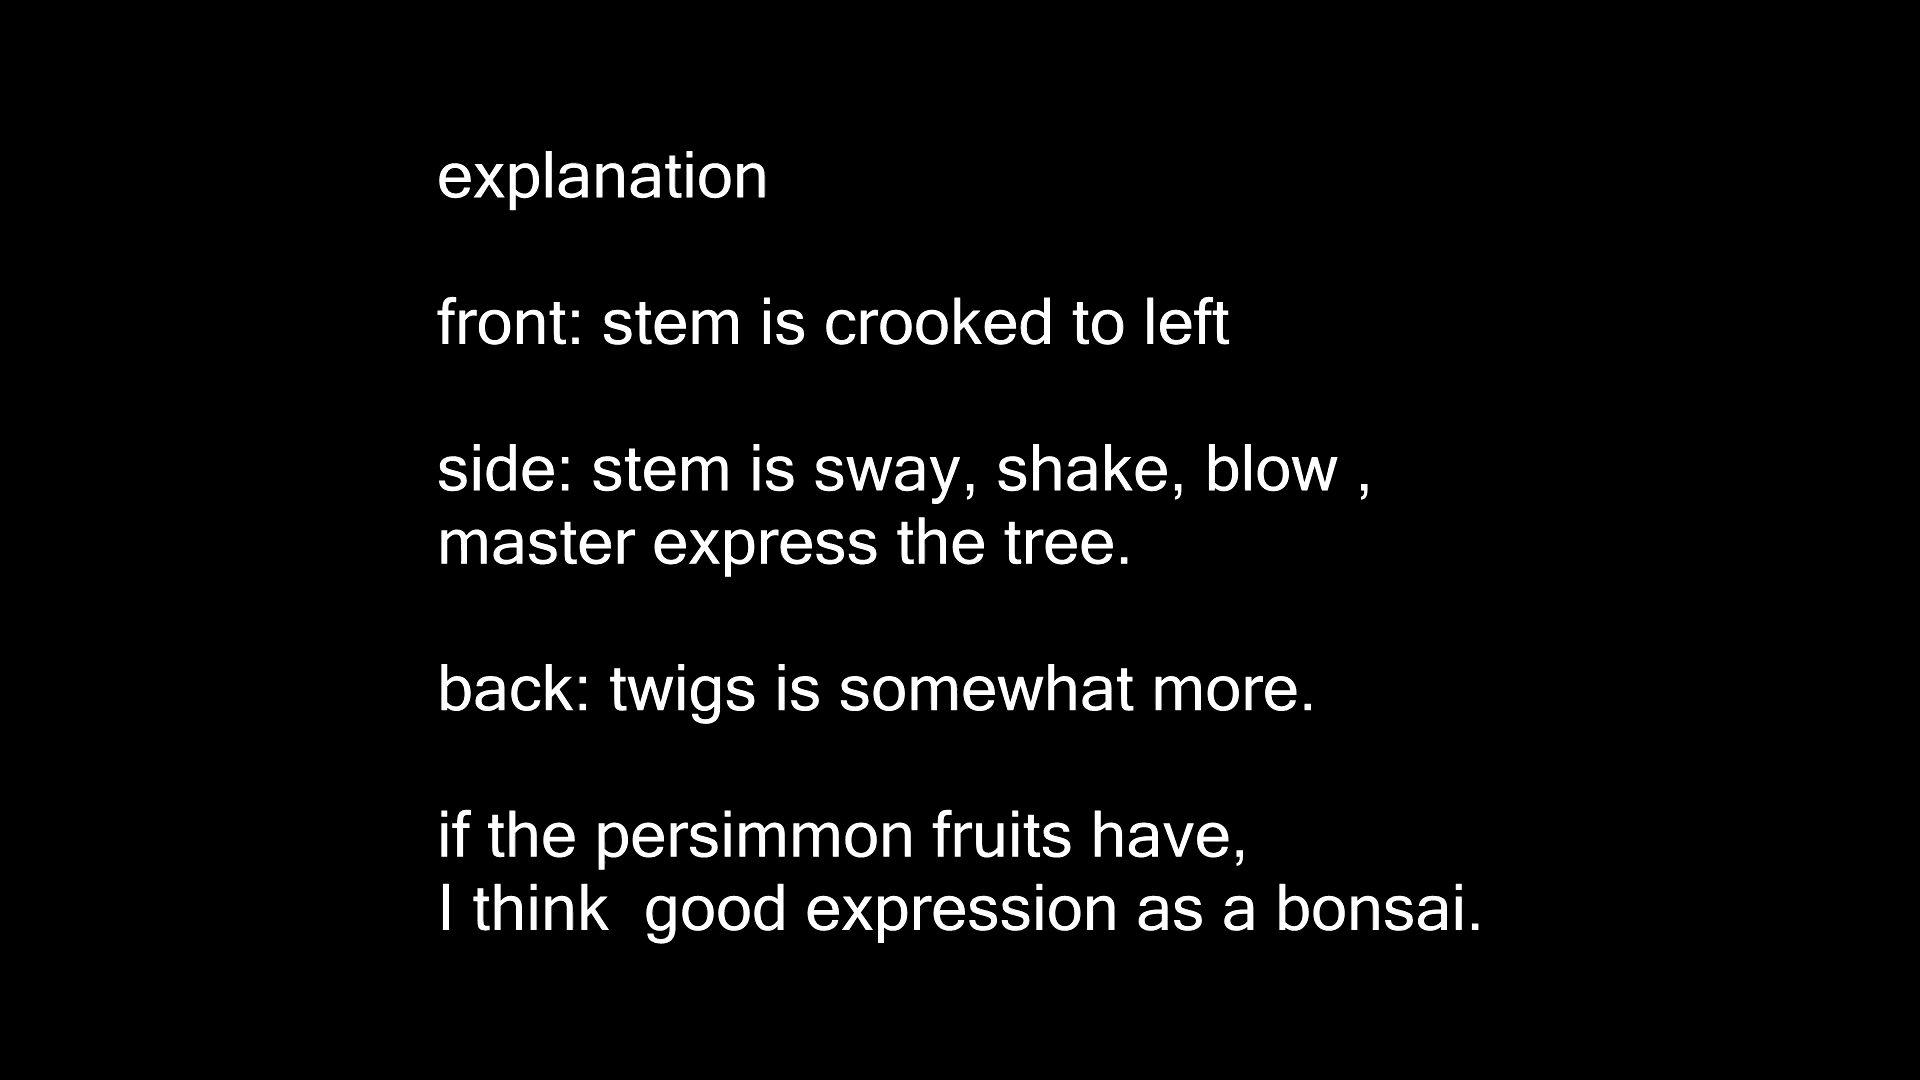 explanation
front: stem is crooked to left
side: stem is sway, shake, blow ,
master express the tree.
back: twigs is somewhat more.
if the persimmon fruits have,
I think  good expression as a bonsai.